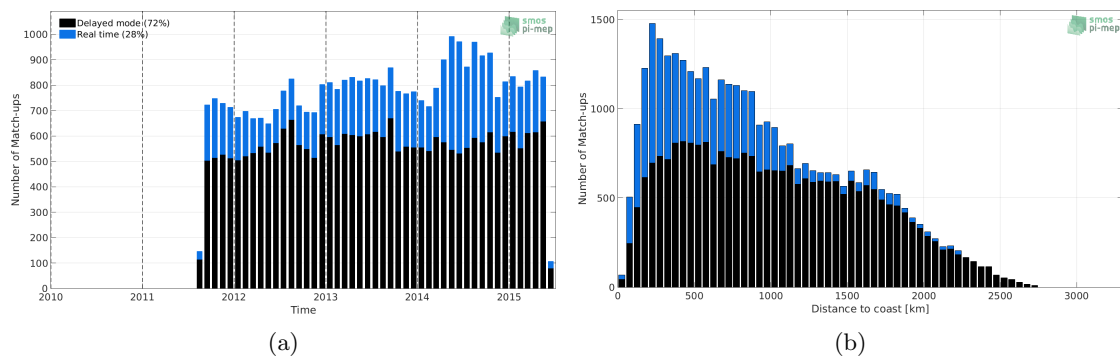 Delayed mode (72%)
Real time (28%)
smos
pi-mep
1000
900
800
700
600
500
400
300
200
100
0
Number of Match-ups
2010
2011
2012
2013
2014
2015
Time
(a)
smos
pi-mep
1500
1000
500
0
Number of Match-ups
0
500
1000
1500
2000
2500
3000
Distance to coast [km]
(b)